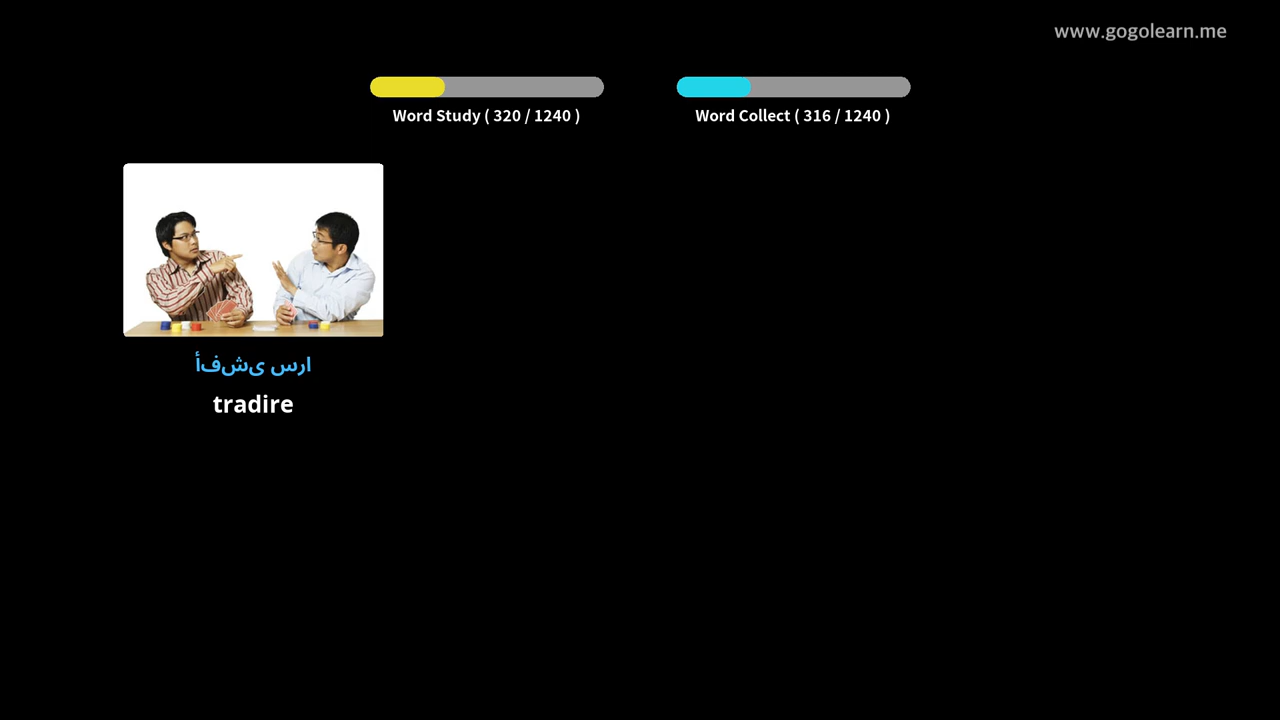 www.gogolearn.me
Word Study ( 320 / 1240 )
Word Collect ( 316 / 1240 )
ارس ىشفأ
tradire